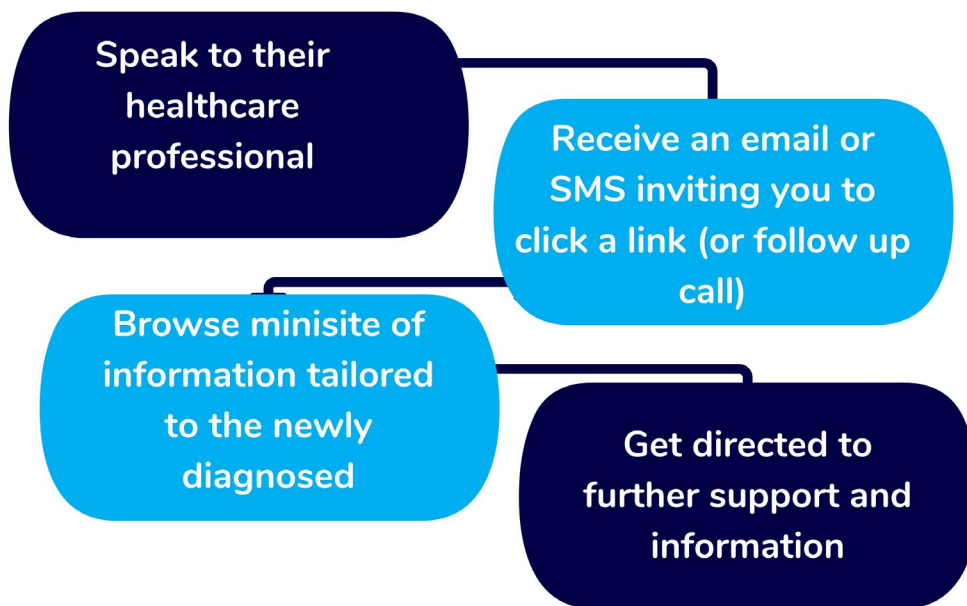 Speak to their
healthcare
professional
Receive an email or
SMS inviting you to
click a link (or follow up
call)
Browse minisite of
information tailored
to the newly
diagnosed
Get directed to
further support and
information